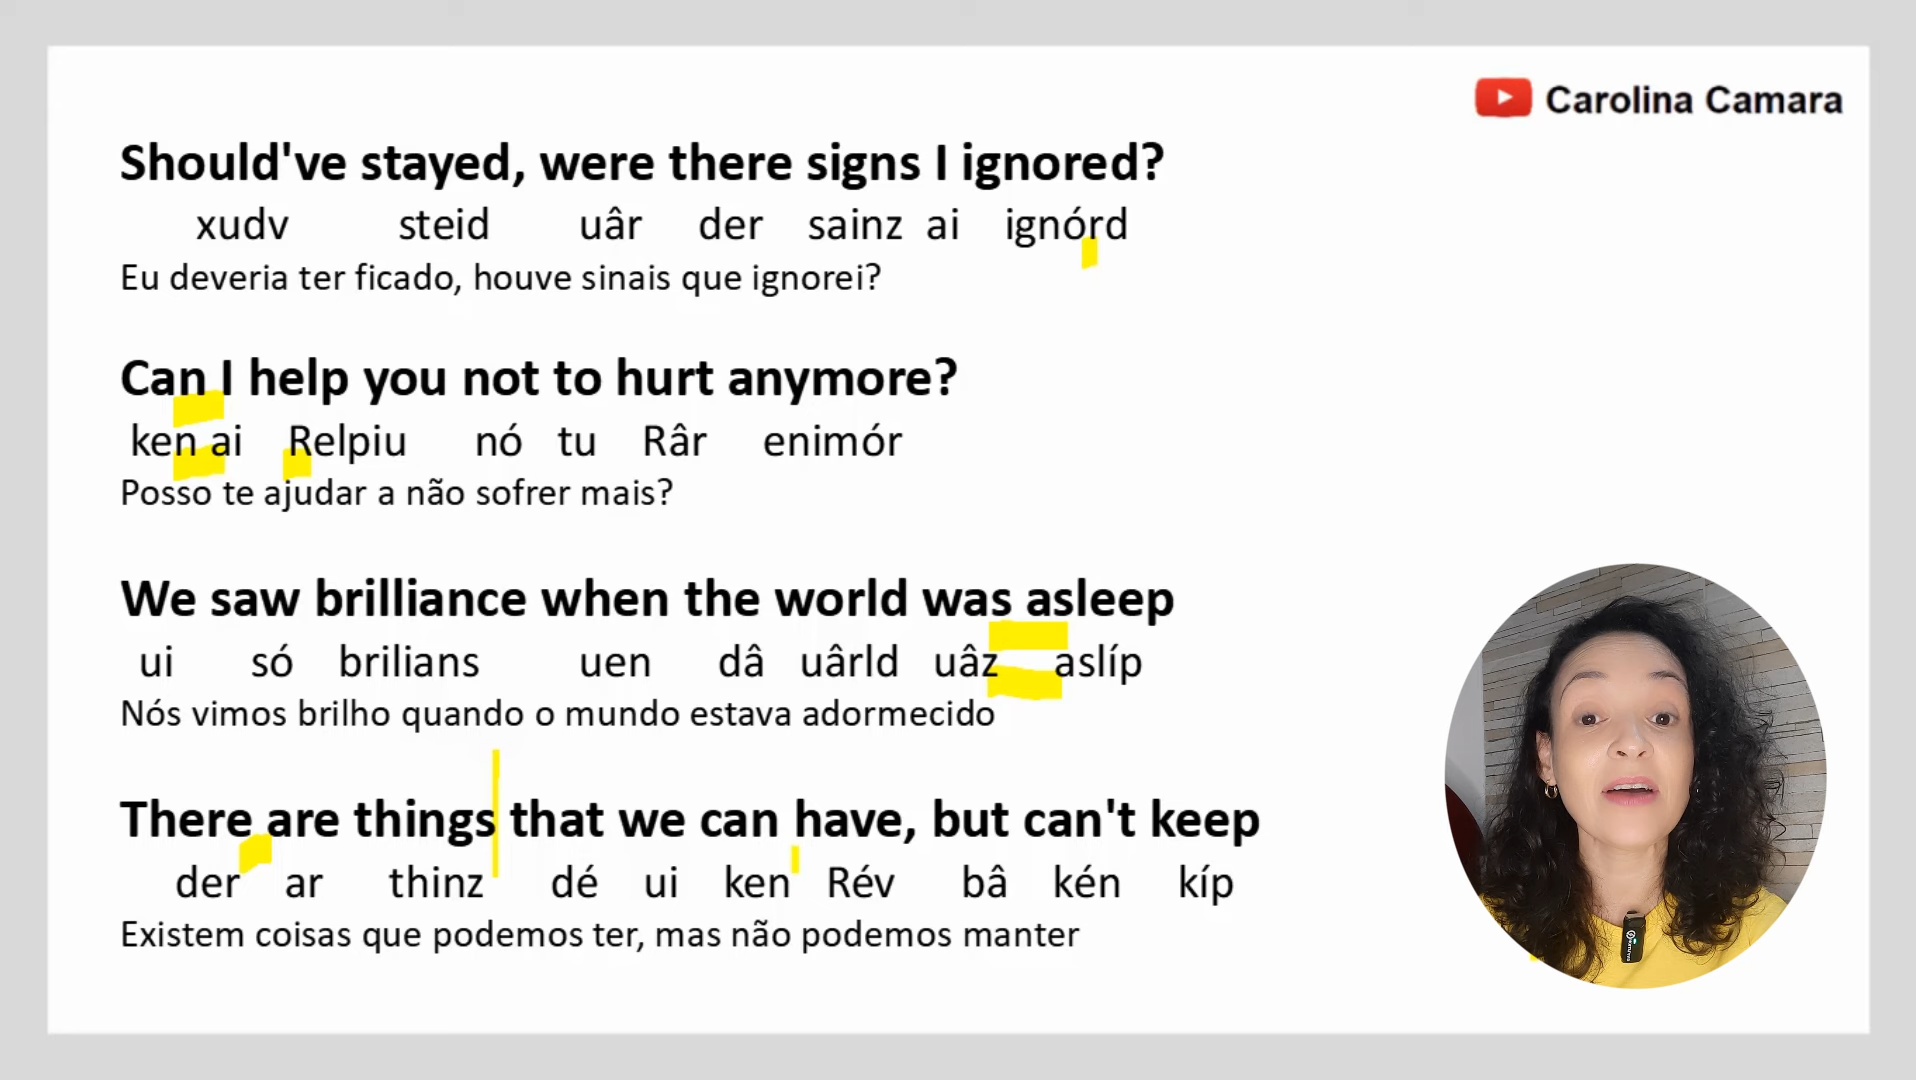 Carolina Camara
Should've stayed, were there signs I ignored?
xudv steid uâr der sainz ai ignórd
Eu deveria ter ficado, houve sinais que ignorei?
Can I help you not to hurt anymore?
ken ai Relpiu nó tu Râr enimór
Posso te ajudar a não sofrer mais?
We saw brilliance when the world was asleep
ui só brilians uen dâ uârld uâz aslíp
Nós vimos brilho quando o mundo estava adormecido
There are things that we can have, but can't keep
der ar thinz dé ui ken Rév bâ kén kíp
Existem coisas que podemos ter, mas não podemos manter